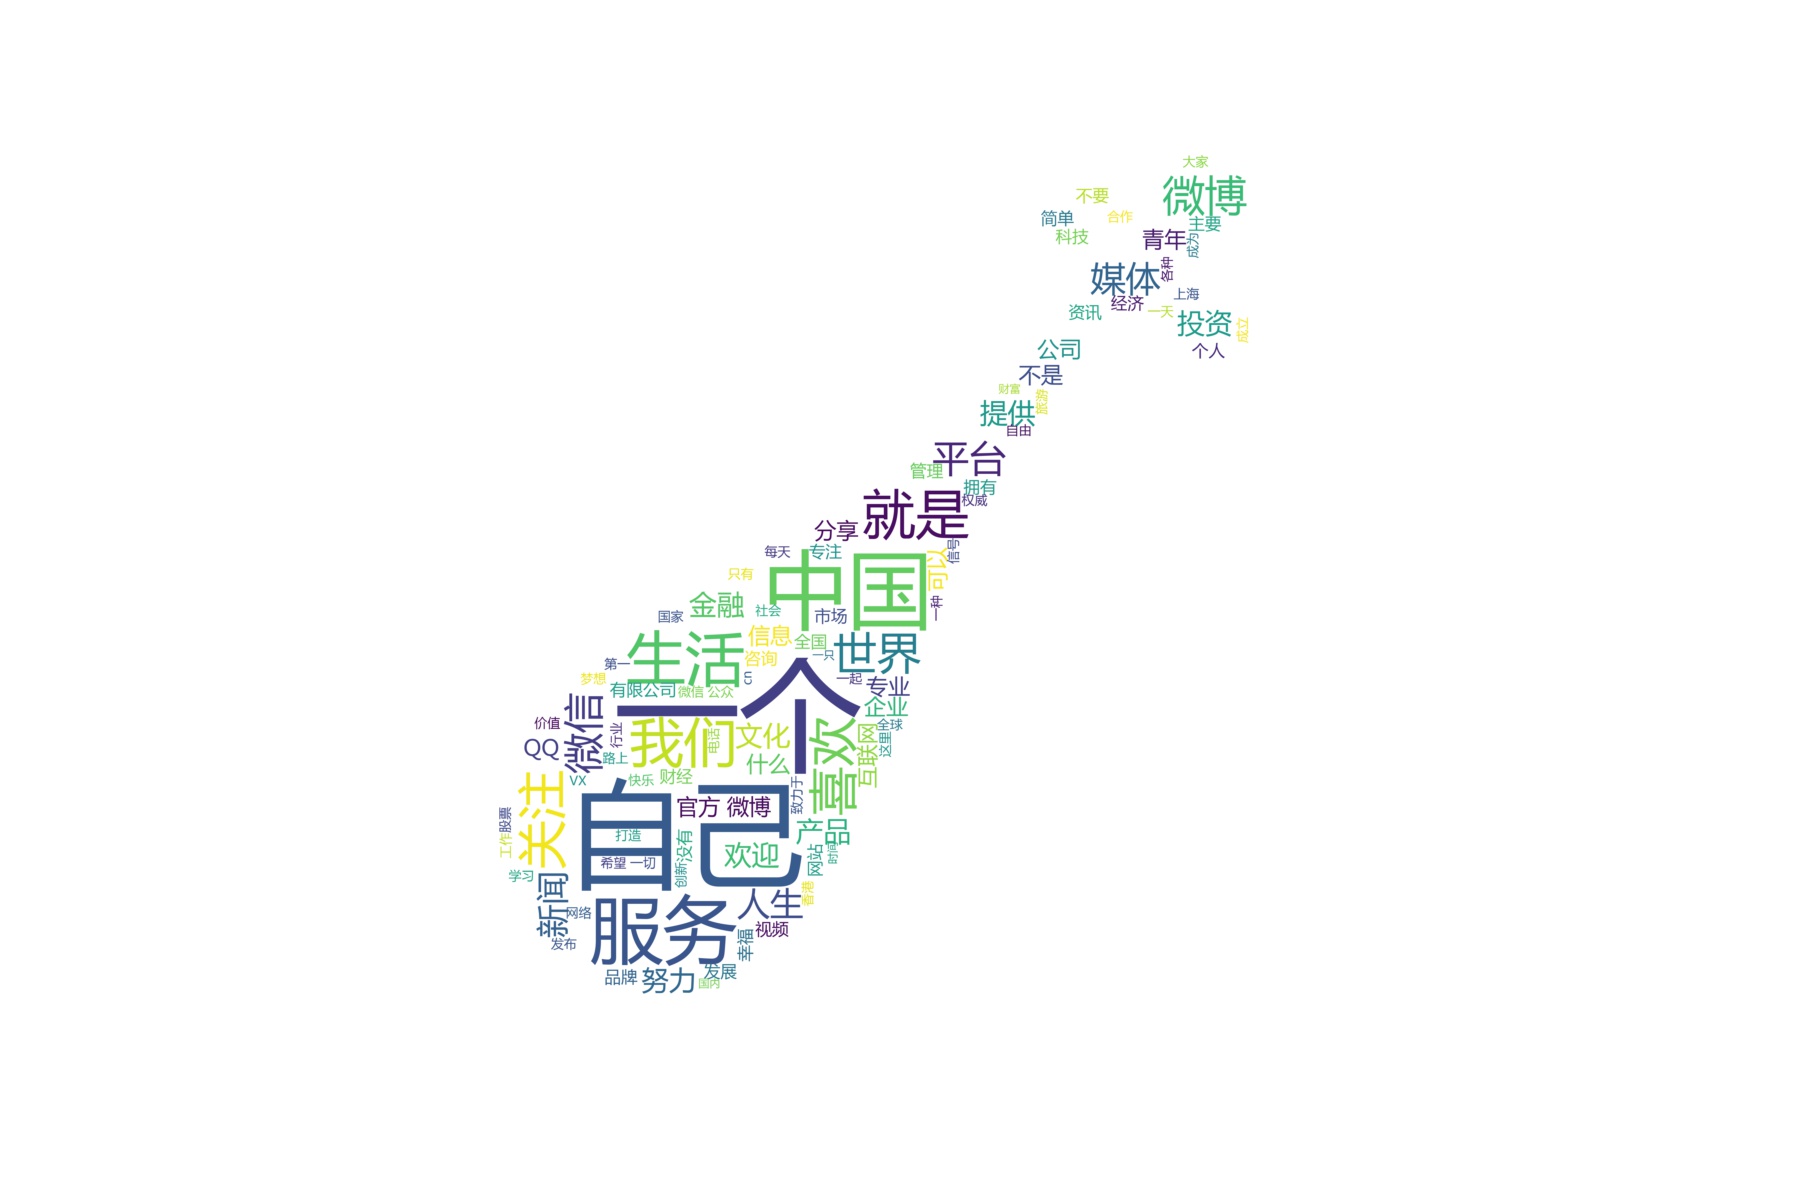 大家
微博
不要
简单
合作
主要
科技
青年
成为
媒体
各种
上海
经济
资讯
一天
投资
成立
个人
公司
不是
财富
旅游
提供
自由
平台
管理
拥有
权威
就是
分享
信号
每天
专注
中国
可以
只有
金融
社会
国家
市场
一种
生活
信息
全国
世界
咨询
一只
第一
梦想
有限公司
微信 公众
cn
一个
一起
专业
企业
价值
微信
行业
我们
电话
文化
喜欢
互联网
全球
这里
QQ
路上
什么
vx
快乐
财经
关注
自己
官方 微博
致力于
股票
工作
打造
没有
欢迎
产品
希望 一切
创新
网站
时间
学习
新闻
网络
服务
人生
香港
视频
发布
幸福
品牌
努力
发展
国内